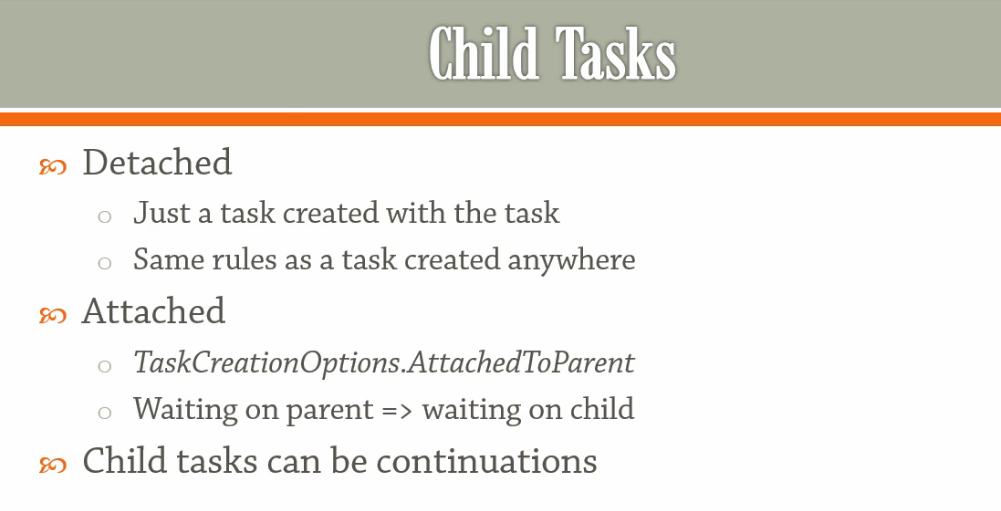 Child Tasks
Detached
Just a task created with the task
Same rules as a task created anywhere
Attached
TaskCreationOptions.AttachedToParent
Waiting on parent => waiting on child
Child tasks can be continuations